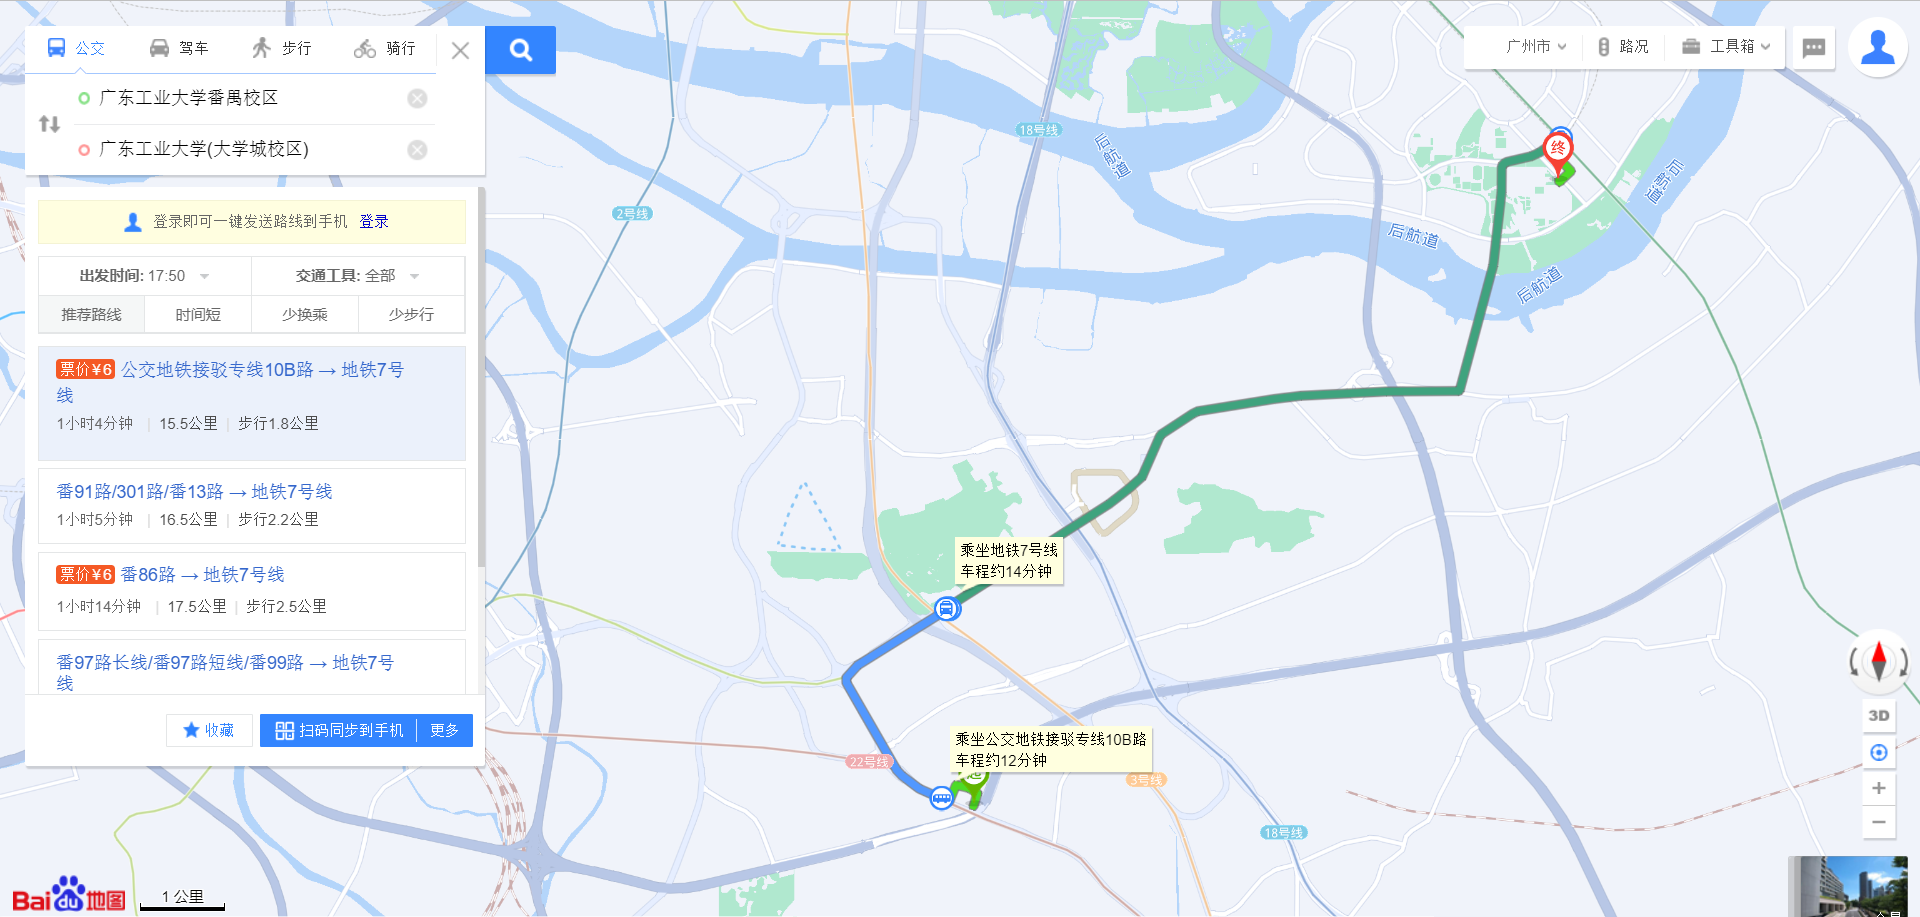 公交
驾车
步行
骑行
广东工业大学番禺校区
广东工业大学(大学城校区)
登录即可一键发送路线到手机 登录
出发时间: 17:50
交通工具: 全部
推荐路线
时间短
少换乘
少步行
票价¥6 公交地铁接驳专线10B路 → 地铁7号
线
1小时4分钟 | 15.5公里 | 步行1.8公里
番91路/301路/番13路 → 地铁7号线
1小时5分钟 | 16.5公里 | 步行2.2公里
票价¥6 番86路 → 地铁7号线
1小时14分钟 | 17.5公里 | 步行2.5公里
番97路长线/番97路短线/番99路 → 地铁7号
线
收藏
扫码同步到手机
更多
Bai du 地图
1 公里
广州市
路况
工具箱
18号线
后航道
2号线
终
后航道
后航道
后航道
乘坐地铁7号线
车程约14分钟
乘坐公交地铁接驳专线10B路
车程约12分钟
22号线
3号线
18号线
3D